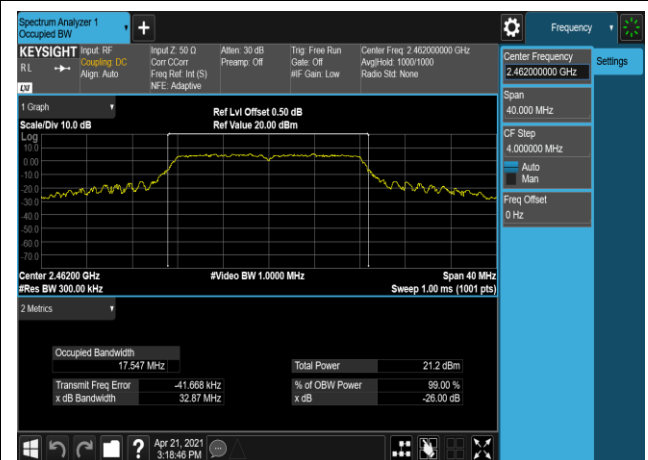 Spectrum Analyzer 1
Occupied BW
+
Frequency
KEYSIGHT
R L
LXI
Input: RF
Coupling: DC
Align: Auto
Input Z: 50 Ω
Corr CCorr
Freq Ref: Int (S)
NFE: Adaptive
Atten: 30 dB
Preamp: Off
Trig: Free Run
Gate: Off
#IF Gain: Low
Center Freq: 2.462000000 GHz
Avg|Hold: 1000/1000
Radio Std: None
Center Frequency
2.462000000 GHz
Settings
Span
40.000 MHz
CF Step
4.000000 MHz
Auto
Man
Freq Offset
0 Hz
1 Graph
Scale/Div 10.0 dB
Ref Lvl Offset 0.50 dB
Ref Value 20.00 dBm
Log
10.0
0.00
-10.0
-20.0
-30.0
-40.0
-50.0
-60.0
-70.0
Center 2.46200 GHz
#Video BW 1.0000 MHz
Span 40 MHz
#Res BW 300.00 kHz
Sweep 1.00 ms (1001 pts)
2 Metrics
Occupied Bandwidth
17.547 MHz
Total Power 21.2 dBm
Transmit Freq Error -41.668 kHz
% of OBW Power 99.00 %
x dB Bandwidth 32.87 MHz
x dB -26.00 dB
?
Apr 21, 2021
3:18:46 PM